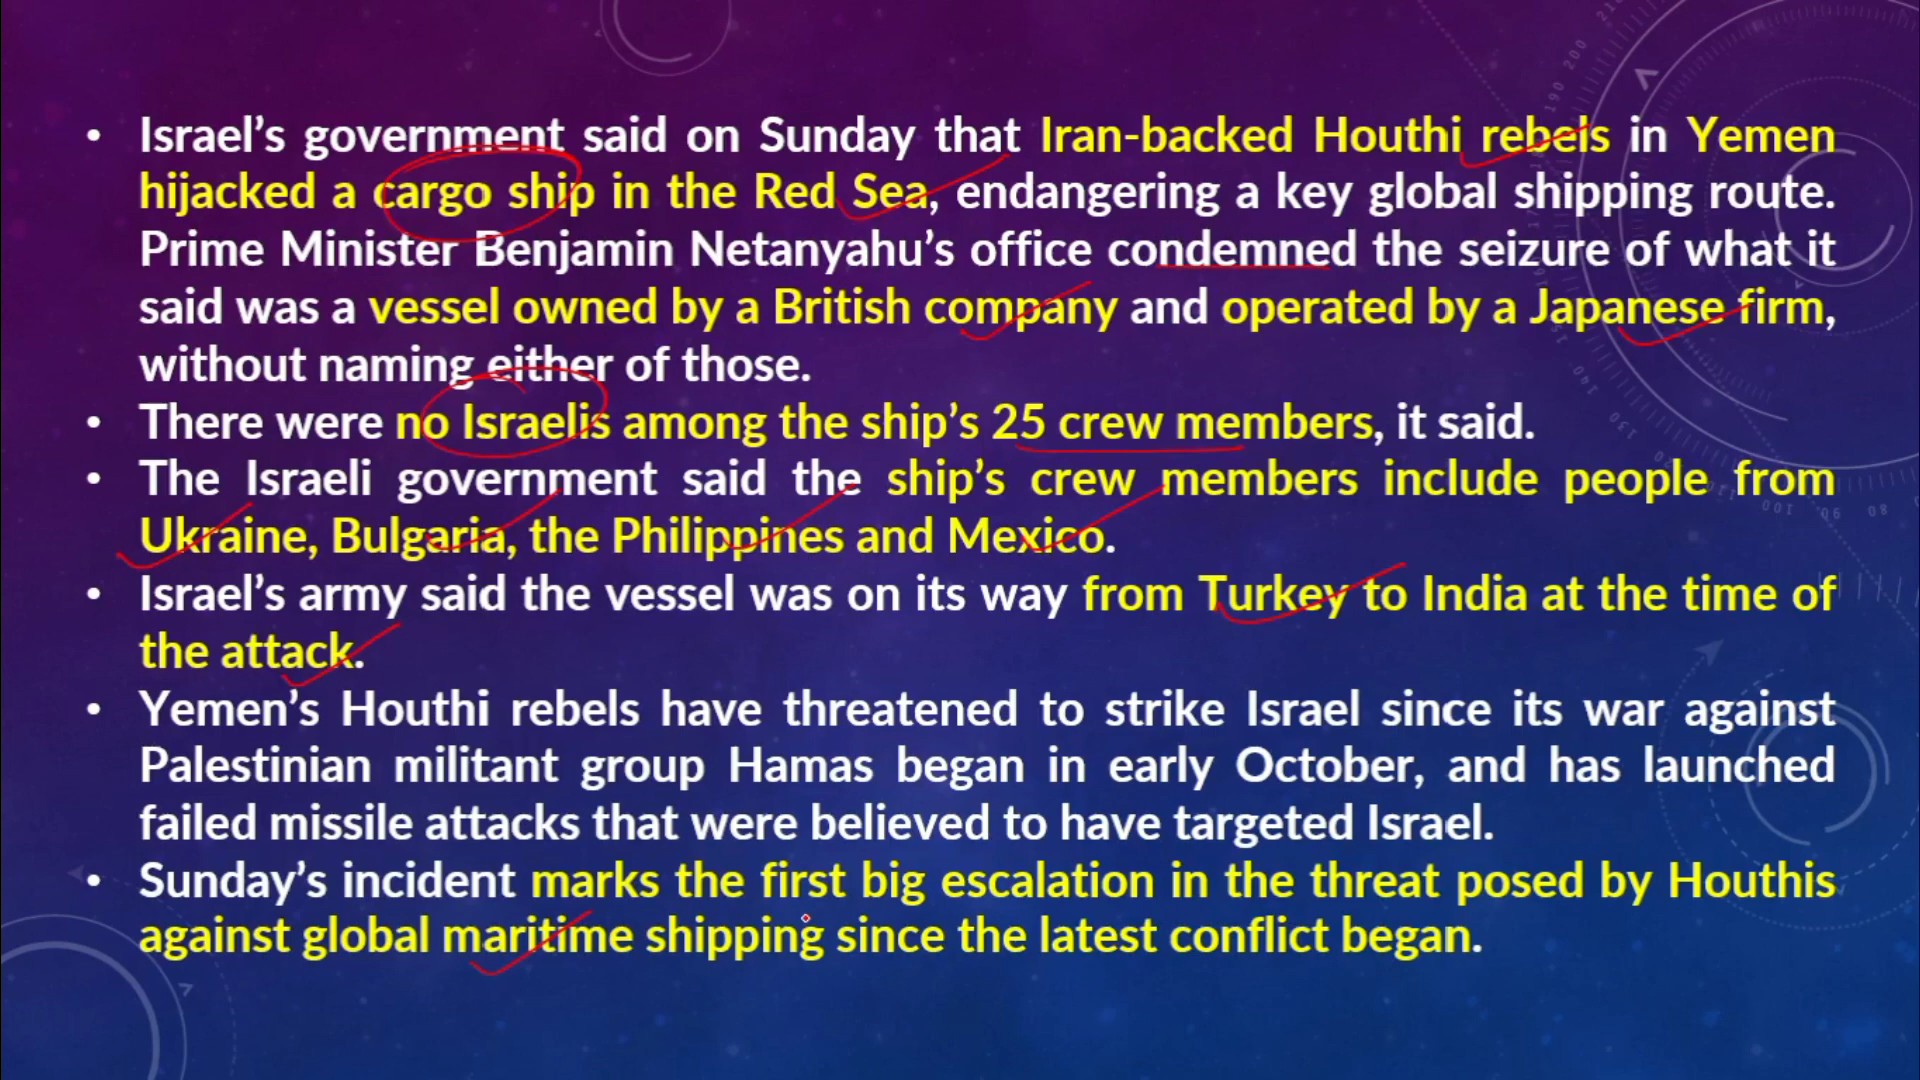 • Israel’s government said on Sunday that Iran-backed Houthi rebels in Yemen
hijacked a cargo ship in the Red Sea, endangering a key global shipping route.
Prime Minister Benjamin Netanyahu’s office condemned the seizure of what it
said was a vessel owned by a British company and operated by a Japanese firm,
without naming either of those.
• There were no Israelis among the ship’s 25 crew members, it said.
• The Israeli government said the ship’s crew members include people from
Ukraine, Bulgaria, the Philippines and Mexico.
• Israel’s army said the vessel was on its way from Turkey to India at the time of
the attack.
• Yemen’s Houthi rebels have threatened to strike Israel since its war against
Palestinian militant group Hamas began in early October, and has launched
failed missile attacks that were believed to have targeted Israel.
• Sunday’s incident marks the first big escalation in the threat posed by Houthis
against global maritime shipping since the latest conflict began.